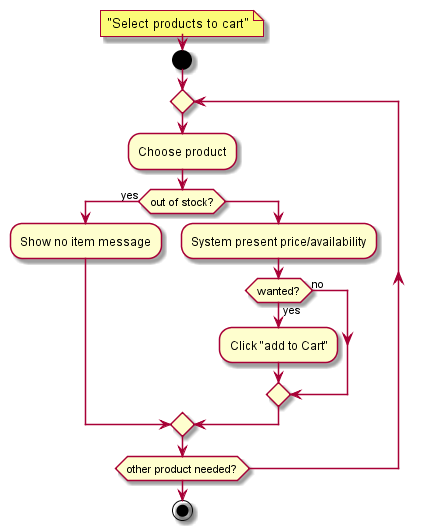 "Select products to cart"
Choose product
yes
out of stock?
Show no item message
System present price/availability
wanted?
no
yes
Click "add to Cart"
other product needed?